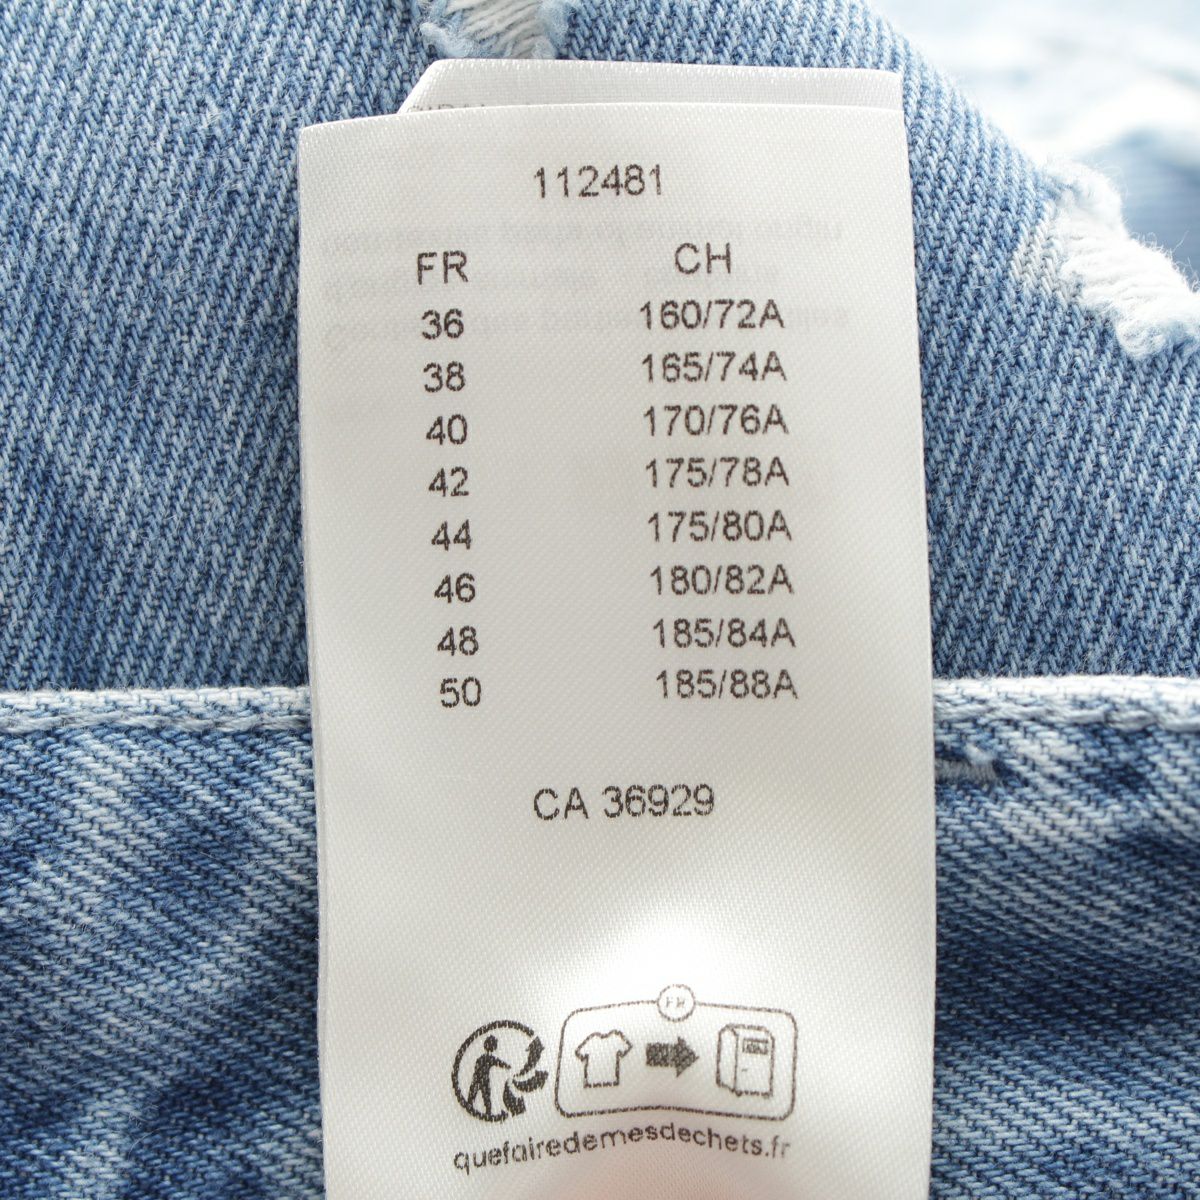 112481
FR CH
36 160/72A
38 165/74A
40 170/76A
42 175/78A
44 175/80A
46 180/82A
48 185/84A
50 185/88A
CA 36929
FR
quefairedemesdechets.fr